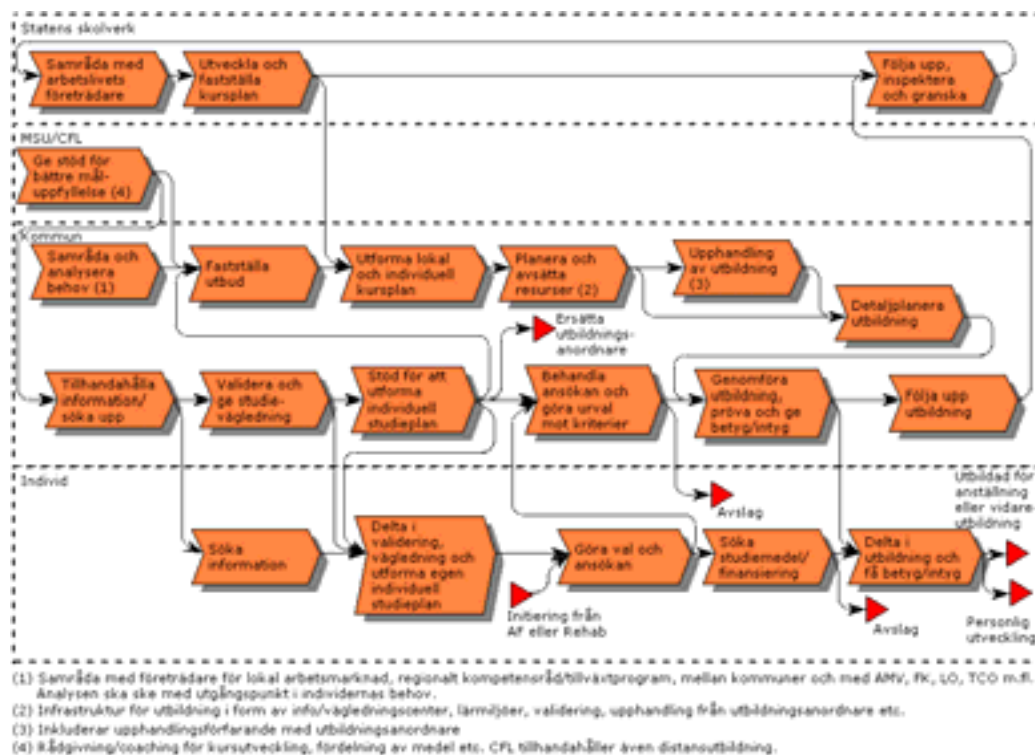 Statens skolverk
Samråda med
arbetslivets
företrädare
Utveckla och
fastställa
kursplan
Följa upp,
inspektera
och granska
MSU/CFL
Ge stöd för
bättre mål-
uppfyllelse (4)
Kommun
Samråda och
analysera
behov (1)
Fastställa
utbud
Utforma lokal
och individuell
kursplan
Planera och
avsätta
resurser (2)
Upphandling
av utbildning
(3)
Detaljplanera
utbildning
Ersätta
utbildnings-
anordnare
Tillhandahålla
information/
söka upp
Validera och
ge studie-
vägledning
Stöd för att
utforma
individuell
studieplan
Behandla
ansökan och
göra urval
mot kriterier
Genomföra
utbildning,
pröva och ge
betyg/intyg
Följa upp
utbildning
Individ
Avslag
Utbildad för
anställning
eller vidare
utbildning
Söka
information
Delta i
validering,
vägledning och
utforma egen
individuell
studieplan
Göra val och
ansökan
Söka
studiemedel/
finansiering
Delta i
utbildning och
få betyg/intyg
Initiering från
AF eller Rehab
Avslag
Personlig
utveckling
(1) Samråda med företrädare för lokal arbetsmarknad, regionalt kompetensråd/tillväxtprogram, mellan kommuner och med AMV, FK, LO, TCO m.fl.
Analysen ska ske med utgångspunkt i individernas behov.
(2) Infrastruktur för utbildning i form av info/vägledningscenter, lärmiljöer, validering, upphandling från utbildningsanordnare etc.
(3) Inkluderar upphandlingsförfarande med utbildningsanordnare
(4) Rådgivning/coaching för kursutveckling, fördelning av medel etc. CFL tillhandahåller även distansutbildning.